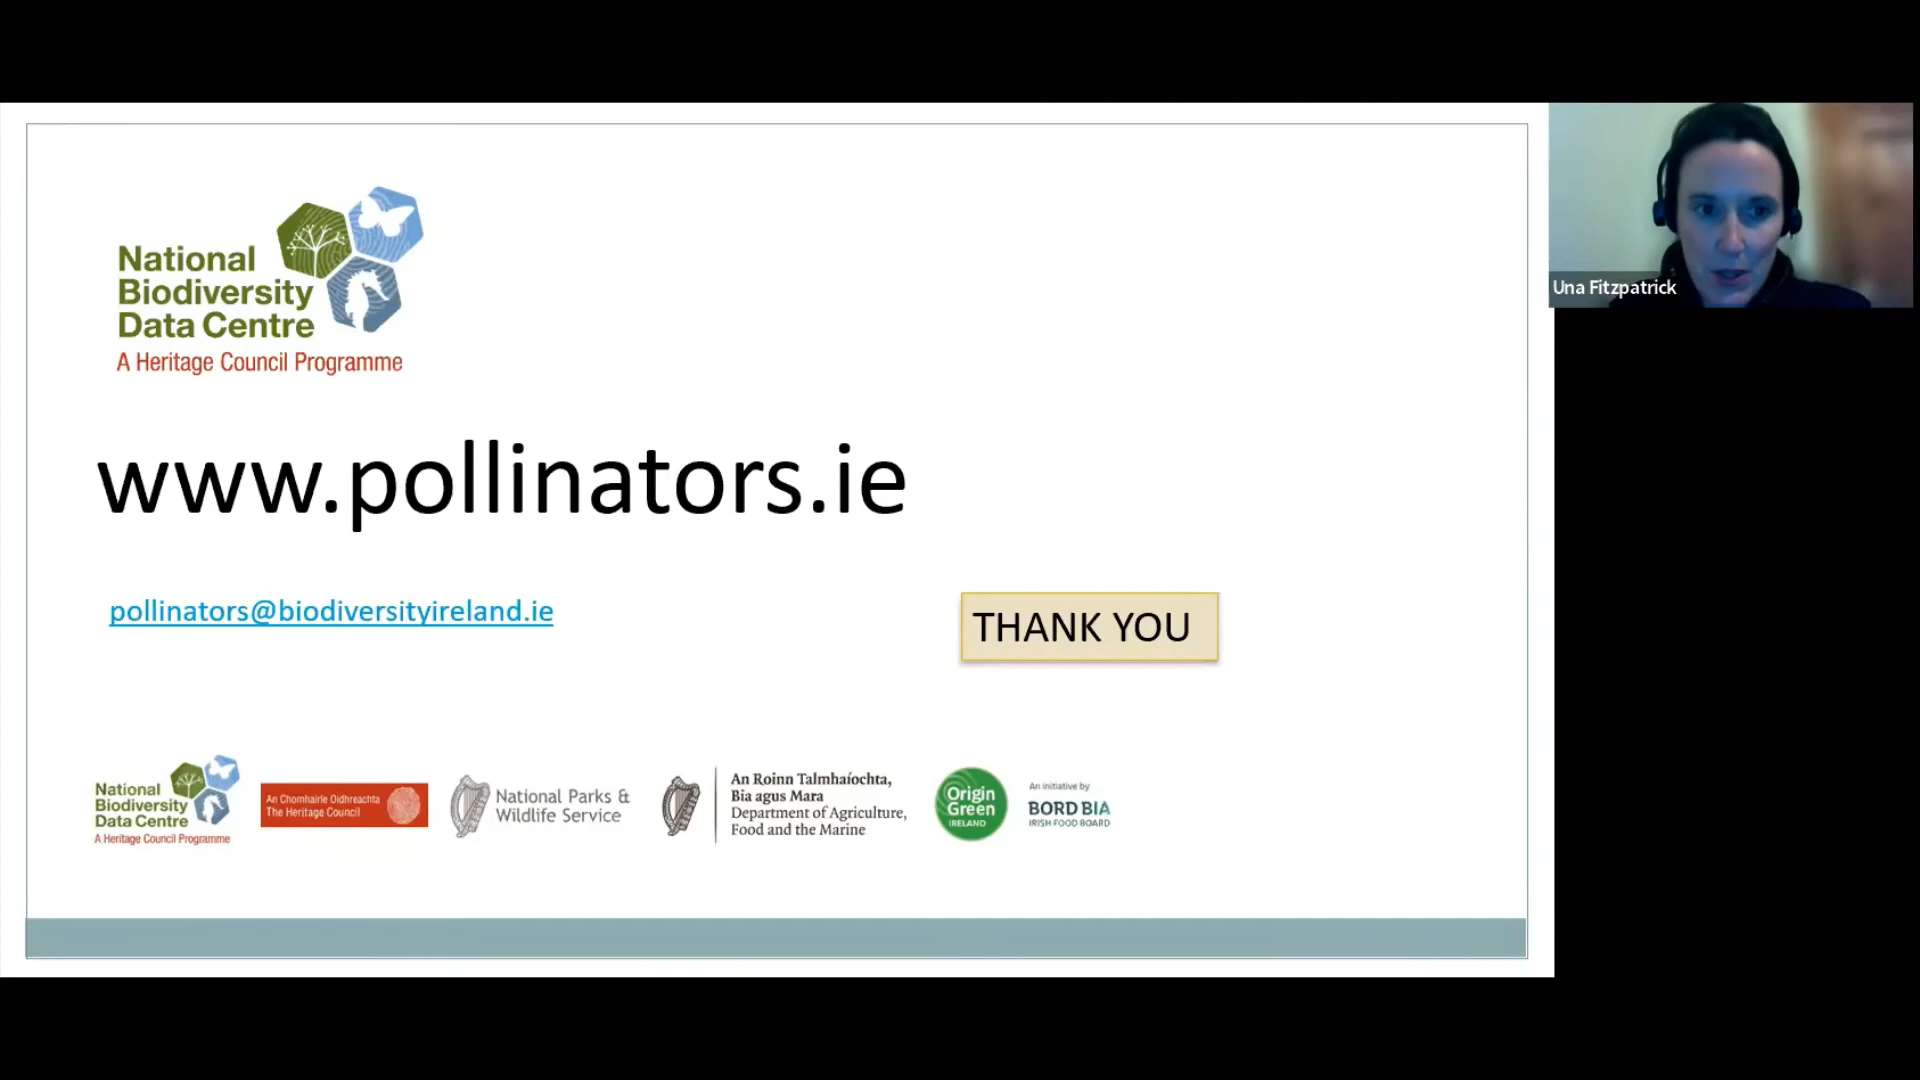 National
Biodiversity
Data Centre
A Heritage Council Programme
Una Fitzpatrick
www.pollinators.ie
pollinators@biodiversityireland.ie
THANK YOU
National
Biodiversity
Data Centre
A Heritage Council Programme
An Chomhairle Oidhreachta
The Heritage Council
National Parks &
Wildlife Service
An Roinn Talmhaíochta,
Bia agus Mara
Department of Agriculture,
Food and the Marine
Origin
Green
IRELAND
An initiative by
BORD BIA
IRISH FOOD BOARD